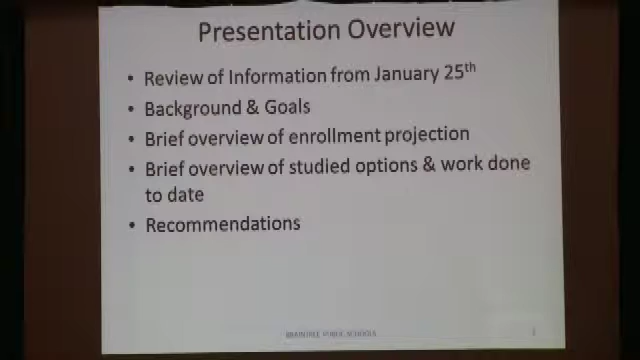 Presentation Overview
• Review of Information from January 25th
• Background & Goals
• Brief overview of enrollment projection
• Brief overview of studied options & work done
to date
• Recommendations
BRAINTREE PUBLIC SCHOOLS